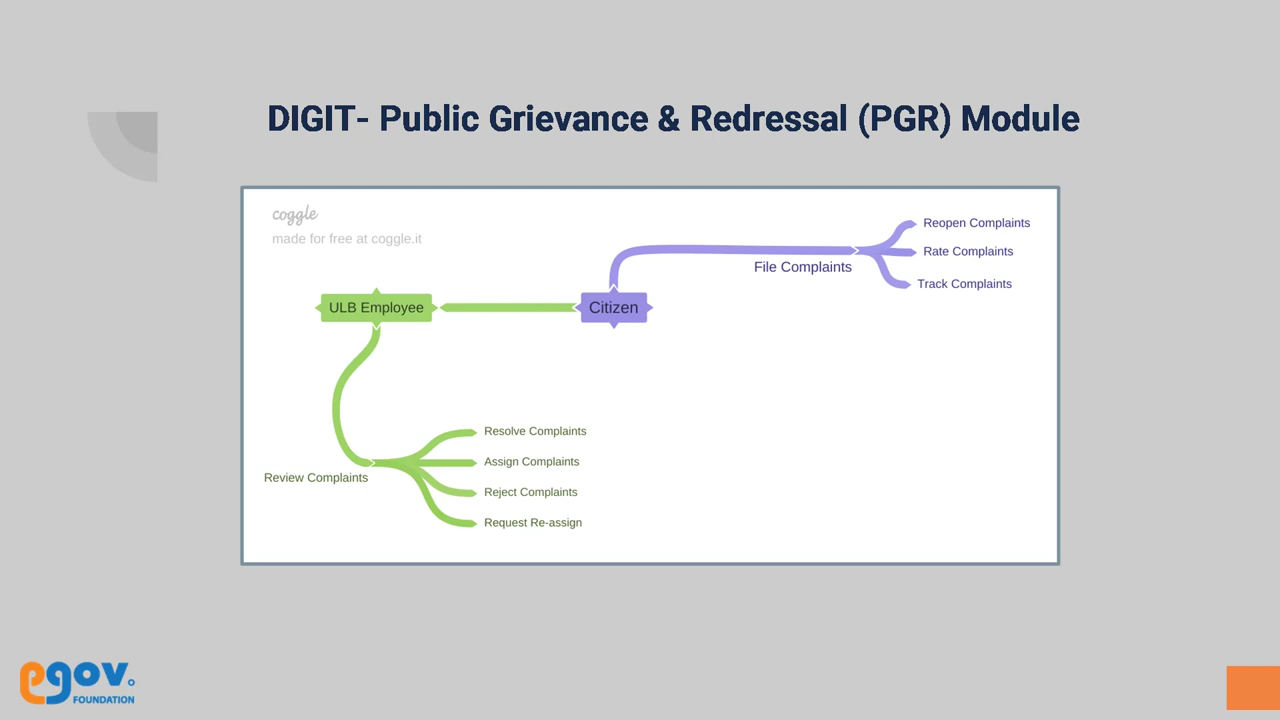 DIGIT- Public Grievance & Redressal (PGR) Module
coggle
made for free at coggle.it
Reopen Complaints
Rate Complaints
File Complaints
Track Complaints
ULB Employee
Citizen
Resolve Complaints
Assign Complaints
Review Complaints
Reject Complaints
Request Re-assign
egov.
FOUNDATION